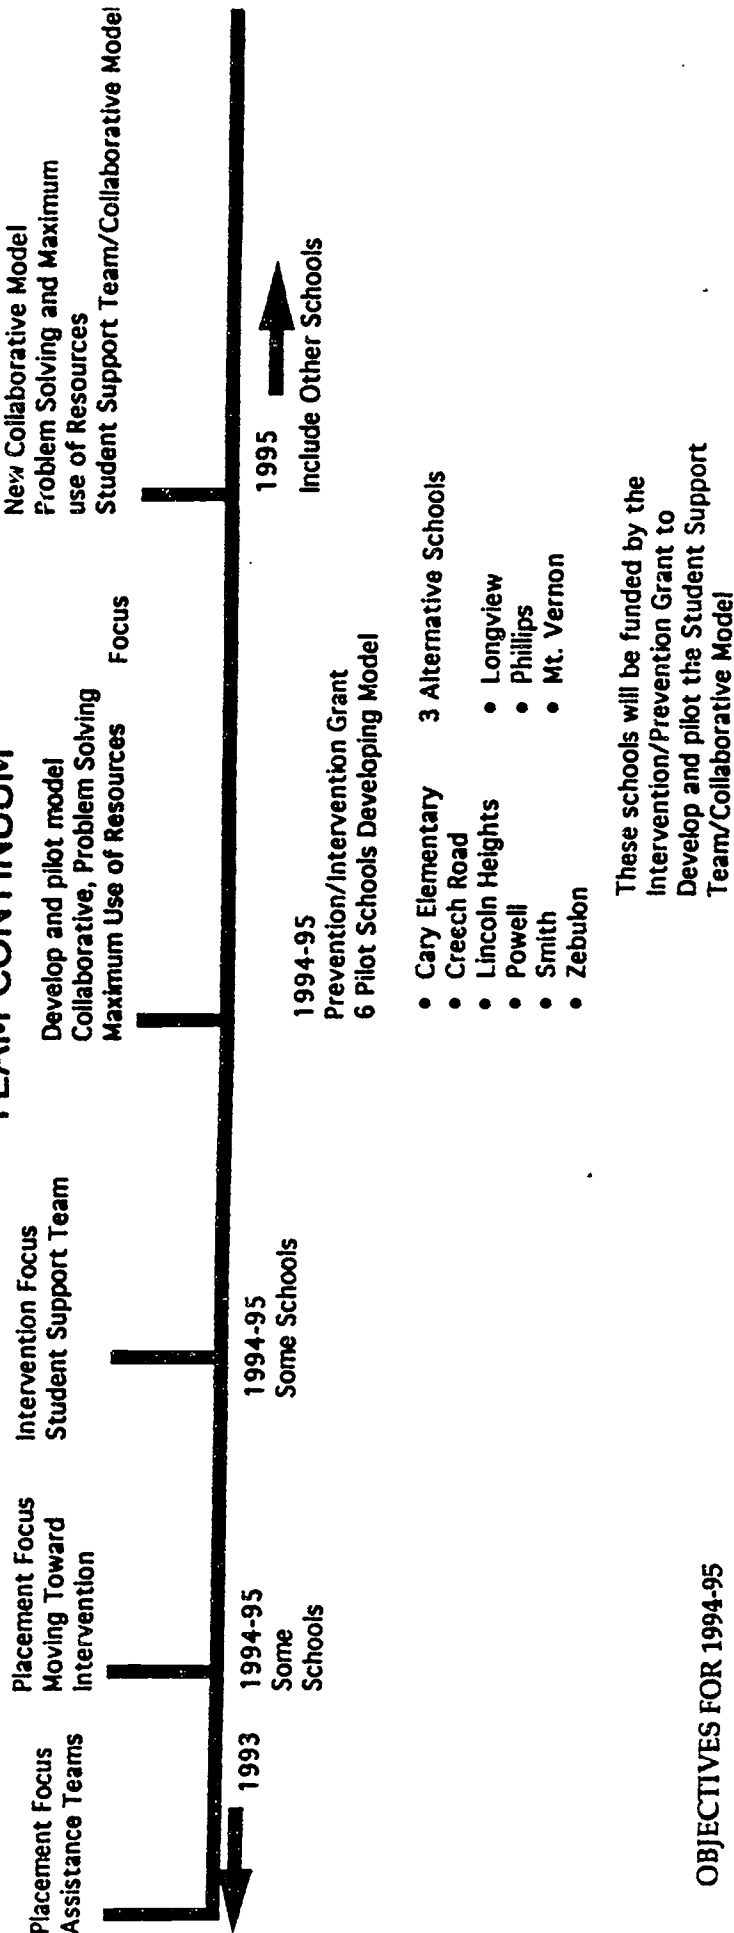 TEAM CONTINUUM
Placement Focus
Assistance Teams
Placement Focus
Moving Toward
Intervention
Intervention Focus
Student Support Team
Develop and pilot model
Collaborative, Problem Solving
Maximum Use of Resources Focus
New Collaborative Model
Problem Solving and Maximum
use of Resources
Student Support Team/Collaborative Model
1993
1994-95
Some
Schools
1994-95
Some Schools
1994-95
Prevention/Intervention Grant
6 Pilot Schools Developing Model
• Cary Elementary
• Creech Road
• Lincoln Heights
• Powell
• Smith
• Zebulon
3 Alternative Schools
• Longview
• Phillips
• Mt. Vernon
1995
Include Other Schools
These schools will be funded by the
Intervention/Prevention Grant to
Develop and pilot the Student Support
Team/Collaborative Model
OBJECTIVES FOR 1994-95